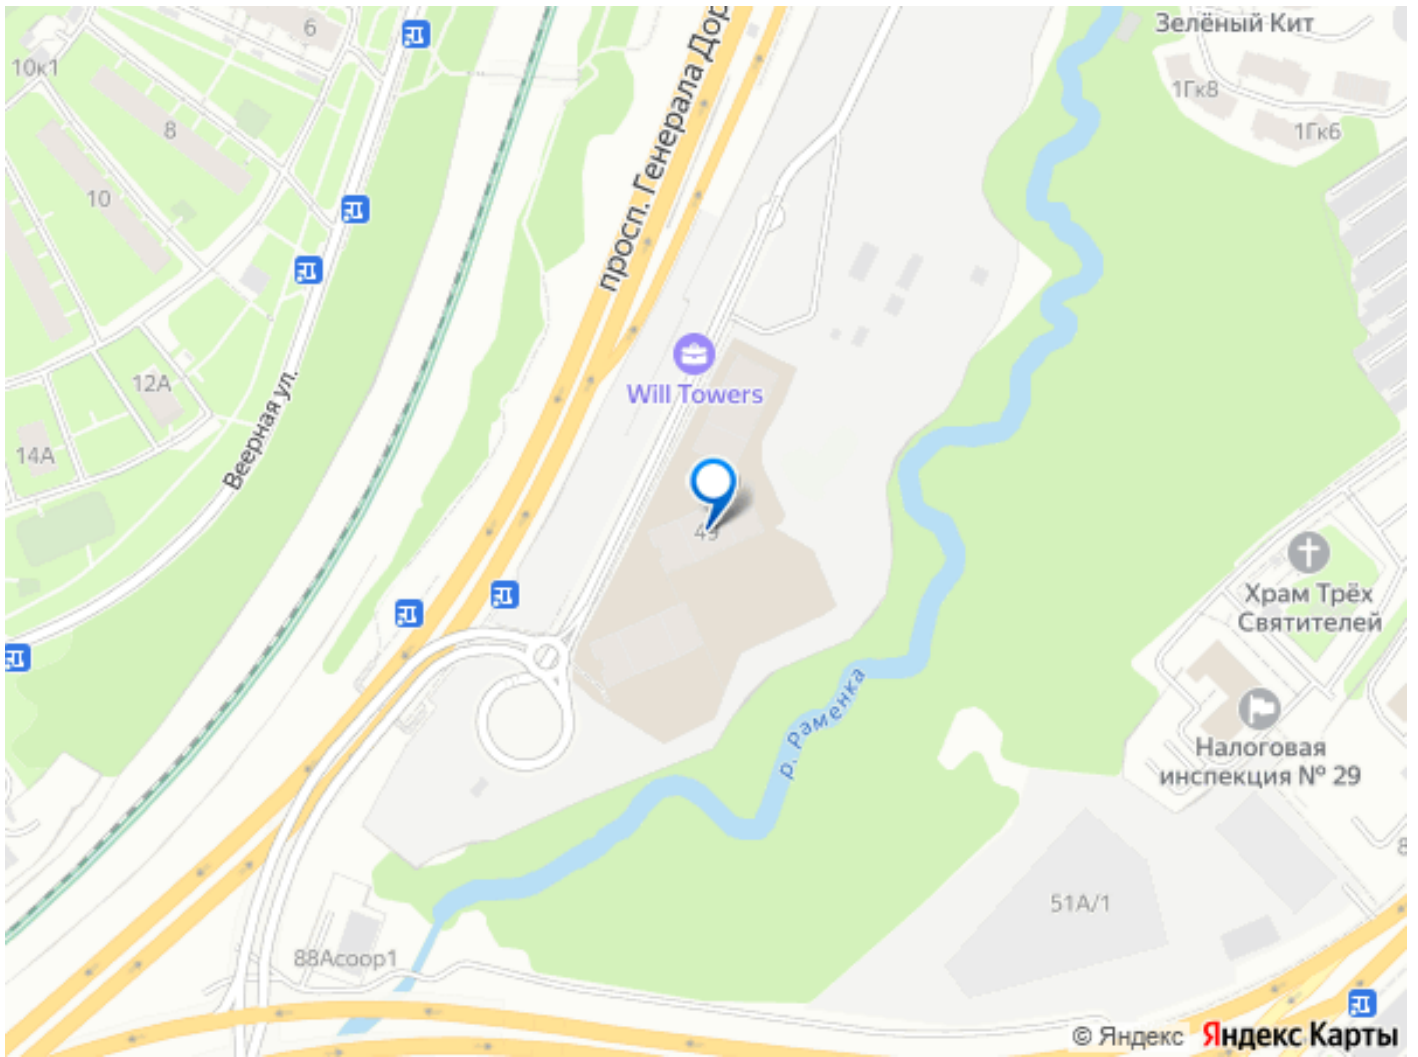 Зелёный Кит
6
10к1
1Гк8
8
1Гк6
10
просп. Генерала Дор
Will Towers
12А
Веерная ул.
14А
49
Храм Трёх
Святителей
р. Раменка
Налоговая
инспекция № 29
8
51А/1
88Асоор1
© Яндекс Яндекс Карты